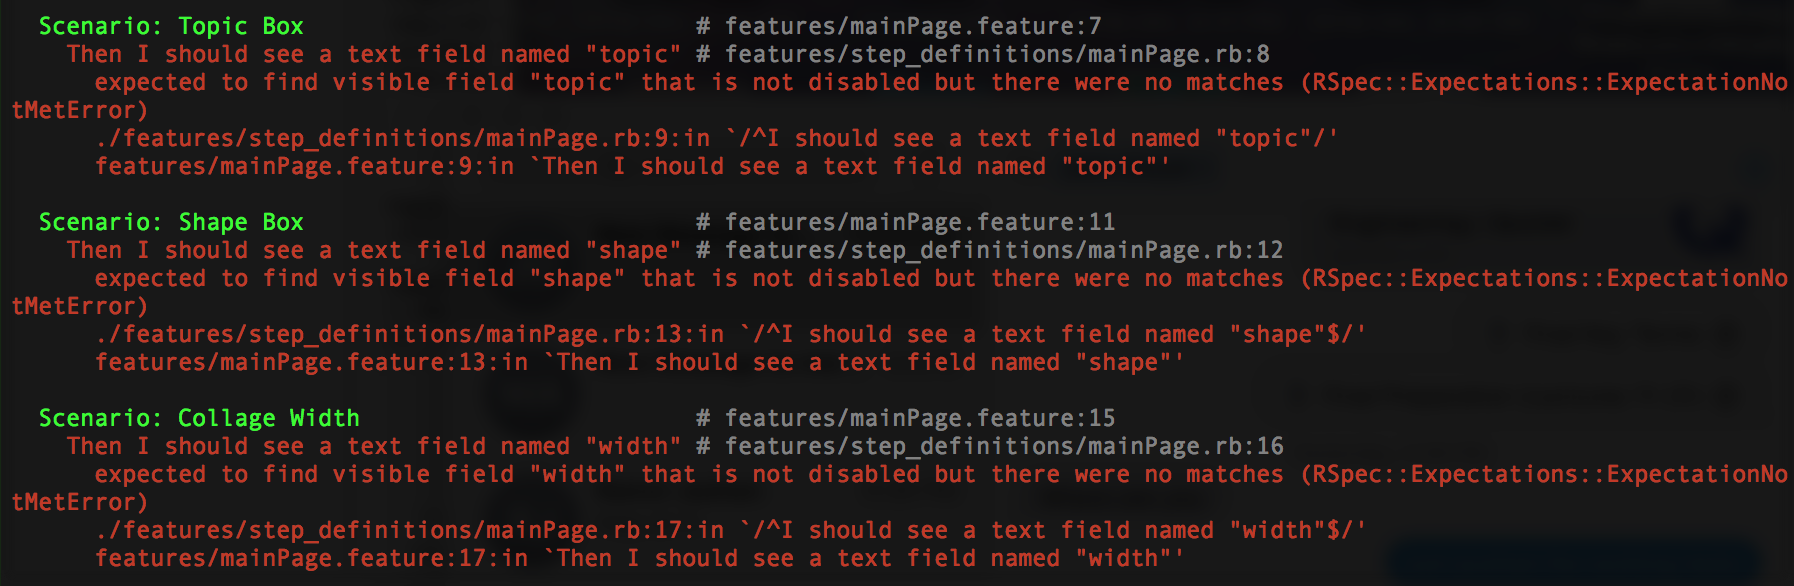 Scenario: Topic Box # features/mainPage.feature:7
Then I should see a text field named "topic" # features/step_definitions/mainPage.rb:8
expected to find visible field "topic" that is not disabled but there were no matches (RSpec::Expectations::ExpectationNo
tMetError)
./features/step_definitions/mainPage.rb:9:in `/^I should see a text field named "topic"/'
features/mainPage.feature:9:in `Then I should see a text field named "topic"'
Scenario: Shape Box # features/mainPage.feature:11
Then I should see a text field named "shape" # features/step_definitions/mainPage.rb:12
expected to find visible field "shape" that is not disabled but there were no matches (RSpec::Expectations::ExpectationNo
tMetError)
./features/step_definitions/mainPage.rb:13:in `/^I should see a text field named "shape"$/'
features/mainPage.feature:13:in `Then I should see a text field named "shape"'
Scenario: Collage Width # features/mainPage.feature:15
Then I should see a text field named "width" # features/step_definitions/mainPage.rb:16
expected to find visible field "width" that is not disabled but there were no matches (RSpec::Expectations::ExpectationNo
tMetError)
./features/step_definitions/mainPage.rb:17:in `/^I should see a text field named "width"$/'
features/mainPage.feature:17:in `Then I should see a text field named "width"'